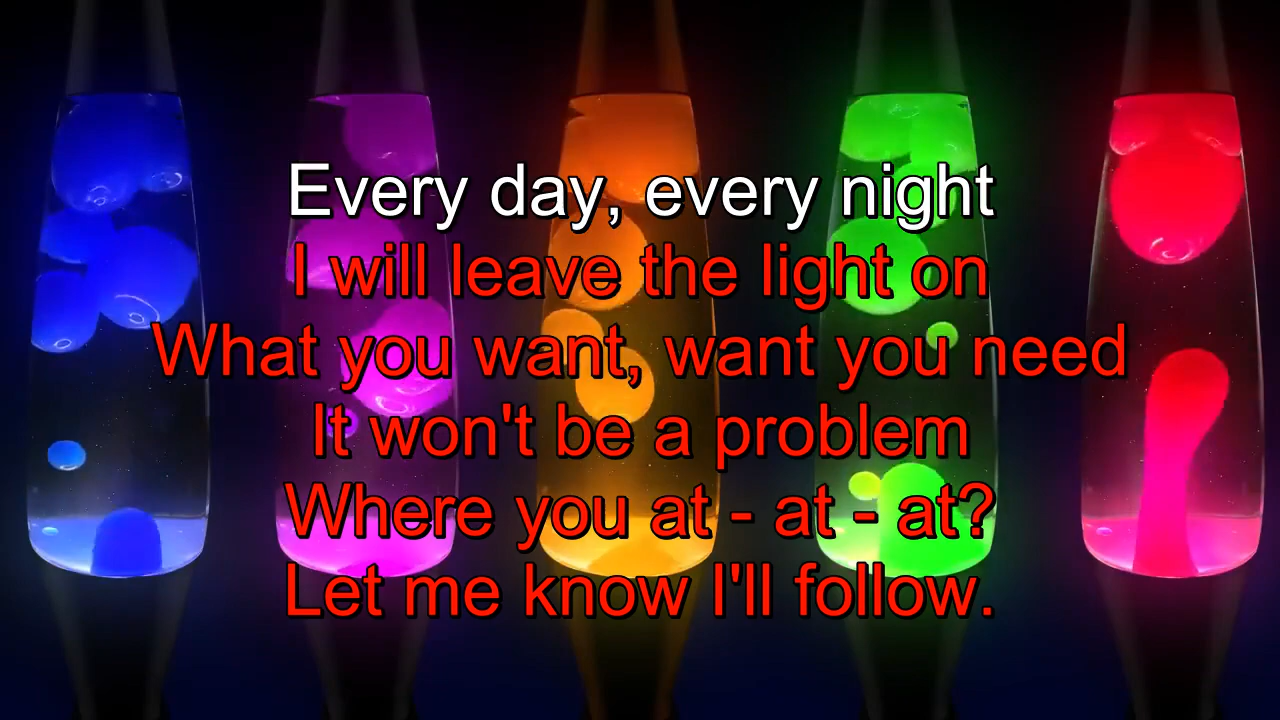 Every day, every night
I will leave the light on
What you want, want you need
It won't be a problem
Where you at - at - at?
Let me know I'll follow.